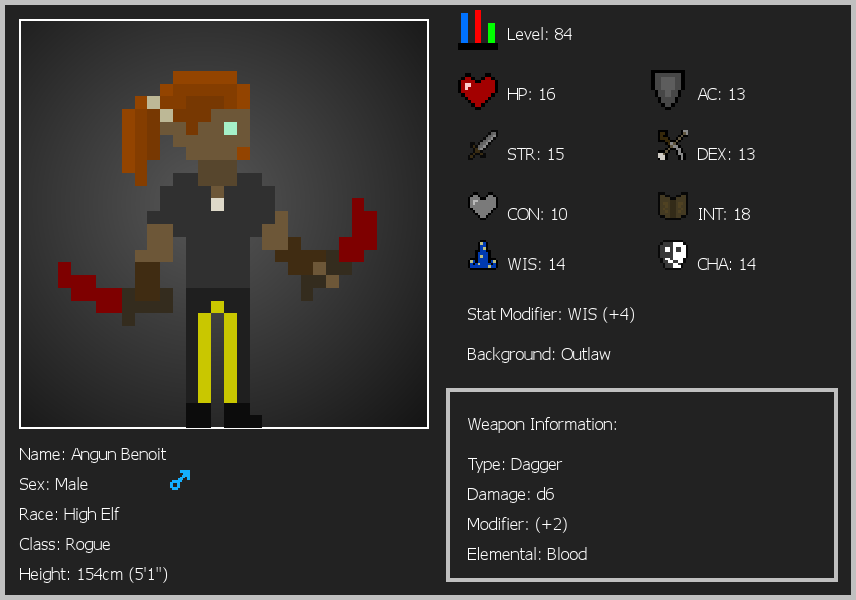 Level: 84
HP: 16
AC: 13
STR: 15
DEX: 13
CON: 10
INT: 18
WIS: 14
CHA: 14
Stat Modifier: WIS (+4)
Background: Outlaw
Weapon Information:
Type: Dagger
Damage: d6
Modifier: (+2)
Elemental: Blood
Name: Angun Benoit
Sex: Male
Race: High Elf
Class: Rogue
Height: 154cm (5'1")